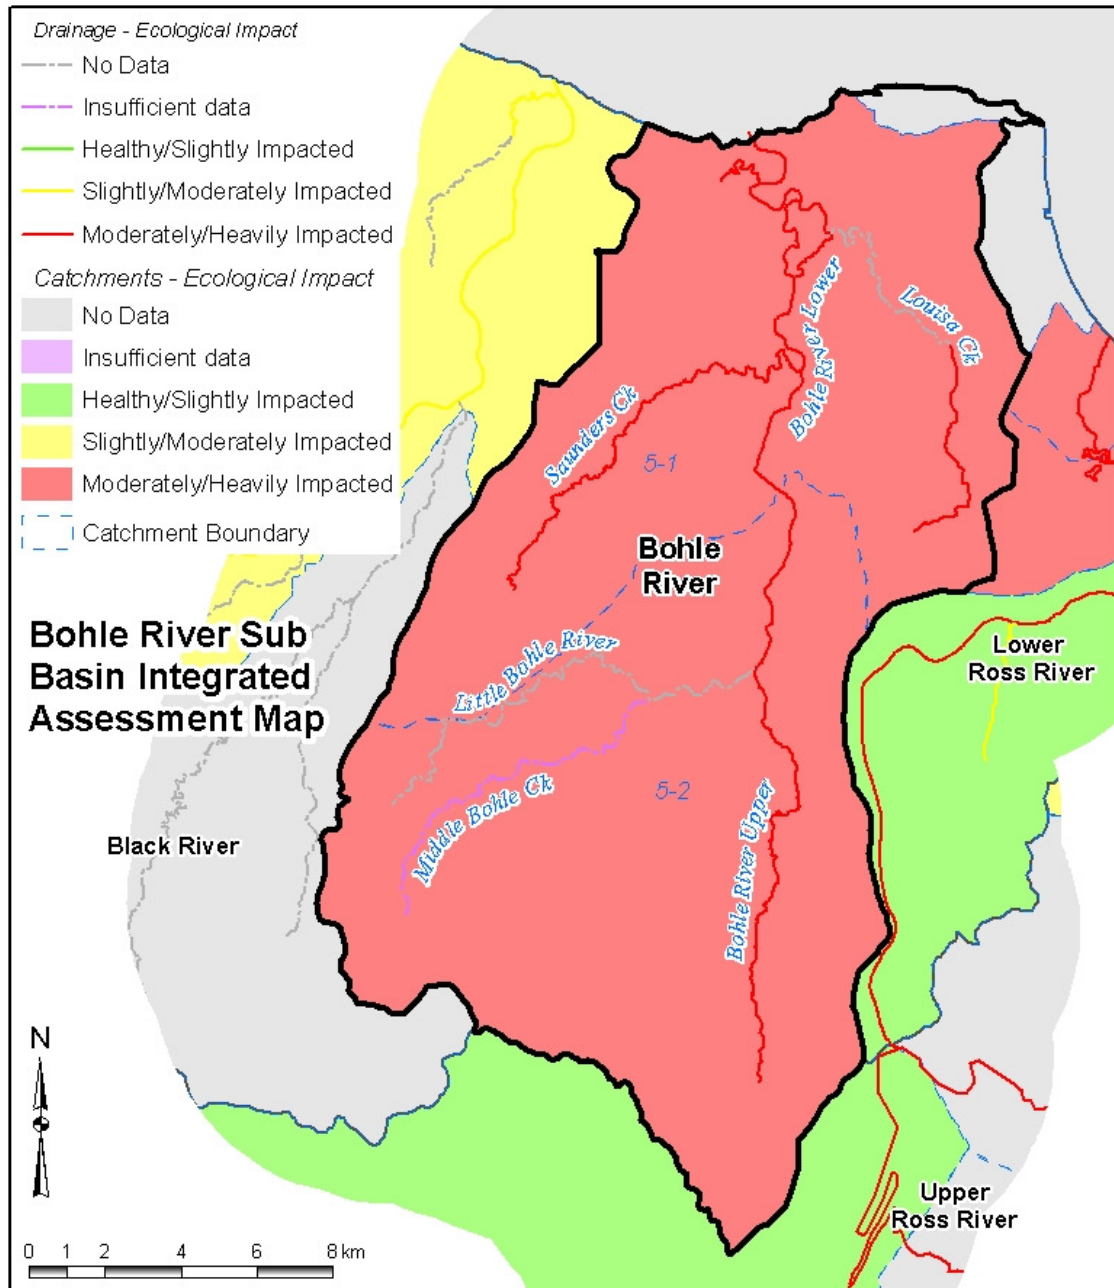 Drainage - Ecological Impact
No Data
Insufficient data
Healthy/Slightly Impacted
Slightly/Moderately Impacted
Moderately/Heavily Impacted
Catchments - Ecological Impact
No Data
Insufficient data
Healthy/Slightly Impacted
Slightly/Moderately Impacted
Moderately/Heavily Impacted
Catchment Boundary
Bohle River Sub
Basin Integrated
Assessment Map
Bohle River Lower
Louisa Ck
Saunders Ck
5-1
Bohle
River
Little Bohle River
Lower
Ross River
Middle Bohle Ck
5-2
Bohle River Upper
Black River
Upper
Ross River
N
0 1 2 4 6 8 km